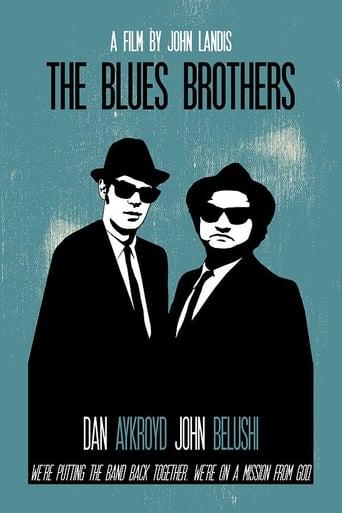 A FILM BY JOHN LANDIS
THE BLUES BROTHERS
DAN AYKROYD JOHN BELUSHI
WE'RE PUTTING THE BAND BACK TOGETHER. WE'RE ON A MISSION FROM GOD.